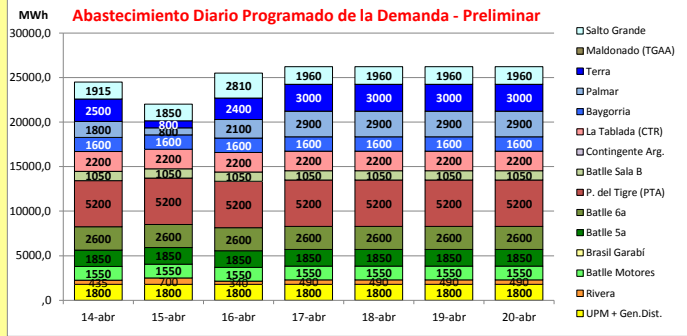 MWh
Abastecimiento Diario Programado de la Demanda - Preliminar
30000,0
25000,0
20000,0
15000,0
10000,0
5000,0
,0
1915 1850 2810 1960 1960 1960 1960
2500 800 2400 3000 3000 3000 3000
1800 800 2100 2900 2900 2900 2900
1600 1600 1600 1600 1600 1600 1600
2200 2200 2200 2200 2200 2200 2200
1050 1050 1050 1050 1050 1050 1050
5200 5200 5200 5200 5200 5200 5200
2600 2600 2600 2600 2600 2600 2600
1850 1850 1850 1850 1850 1850 1850
1550 1550 1550 1550 1550 1550 1550
435 700 340 490 490 490 490
1800 1800 1800 1800 1800 1800 1800
14-abr 15-abr 16-abr 17-abr 18-abr 19-abr 20-abr
Salto Grande
Maldonado (TGAA)
Terra
Palmar
Baygorria
La Tablada (CTR)
Contingente Arg.
Batlle Sala B
P. del Tigre (PTA)
Batlle 6a
Batlle 5a
Brasil Garabí
Batlle Motores
Rivera
UPM + Gen.Dist.